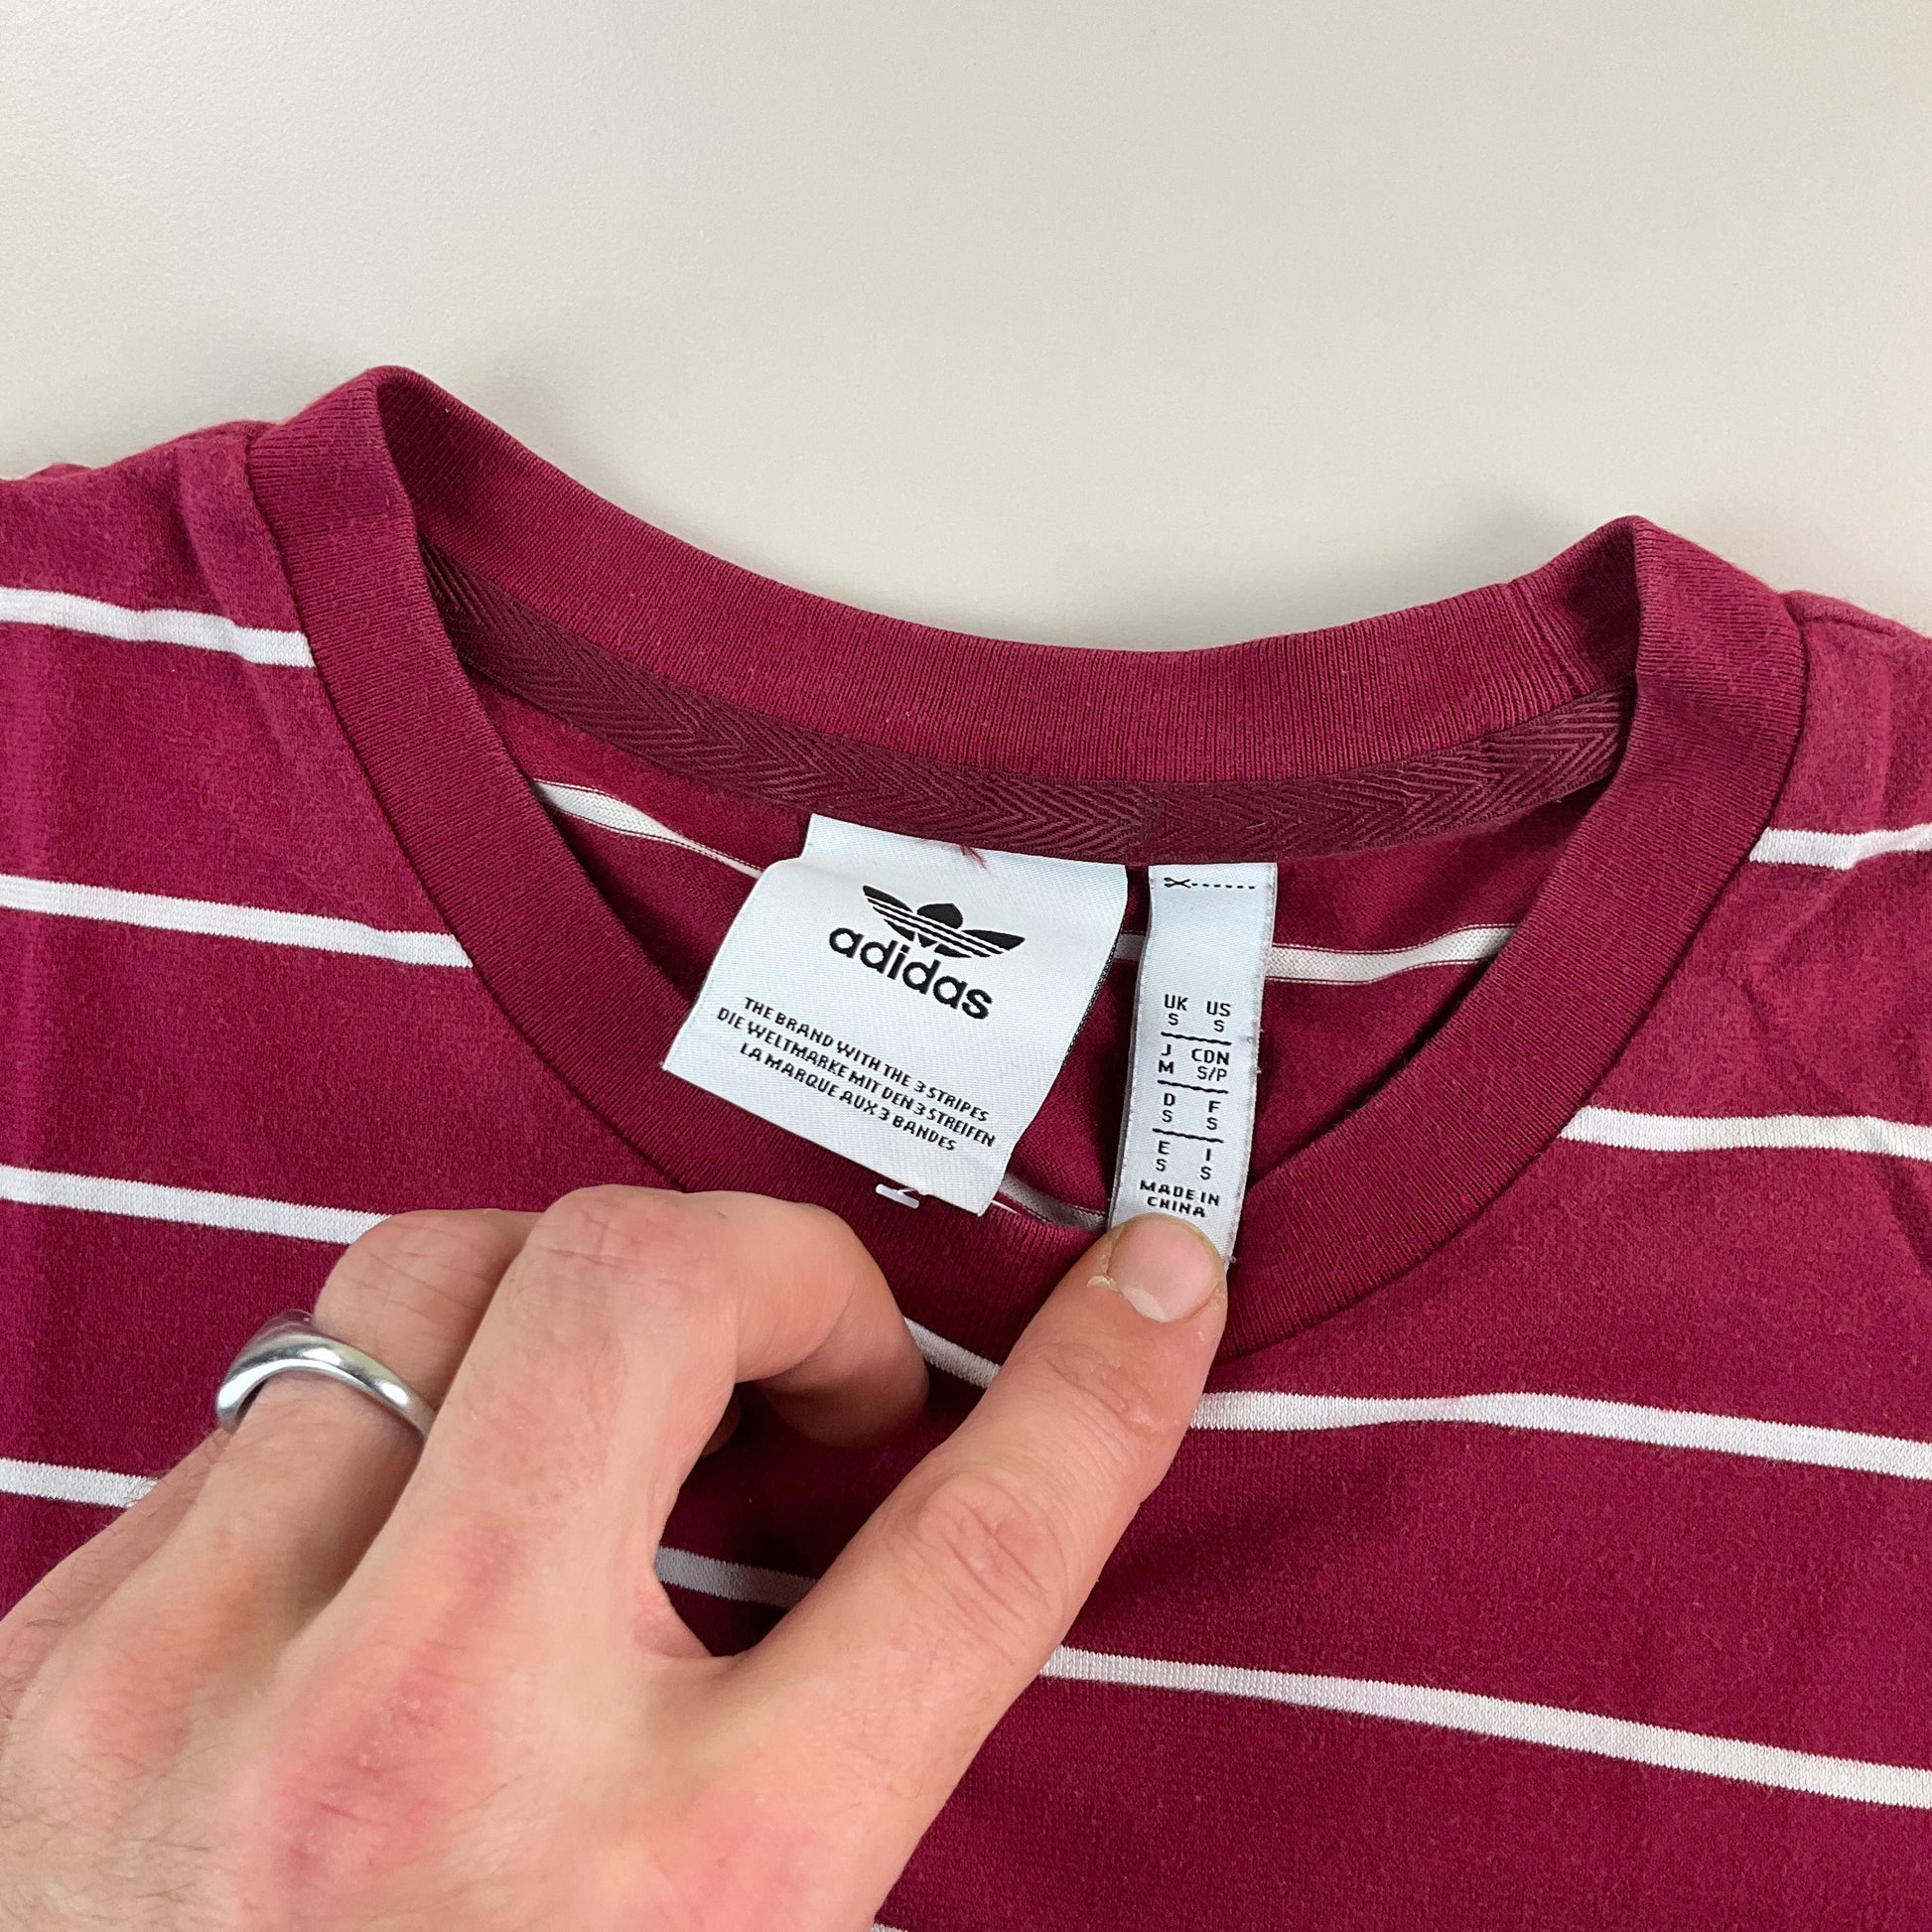 adidas
THE BRAND WITH THE 3 STRIPES
DIE WELTMARKE MIT DEN 3 STREIFEN
LA MARQUE AUX 3 BANDES
UK US
S S
J CDN
M S/P
D F
S S
E I
S S
MADE IN
CHINA